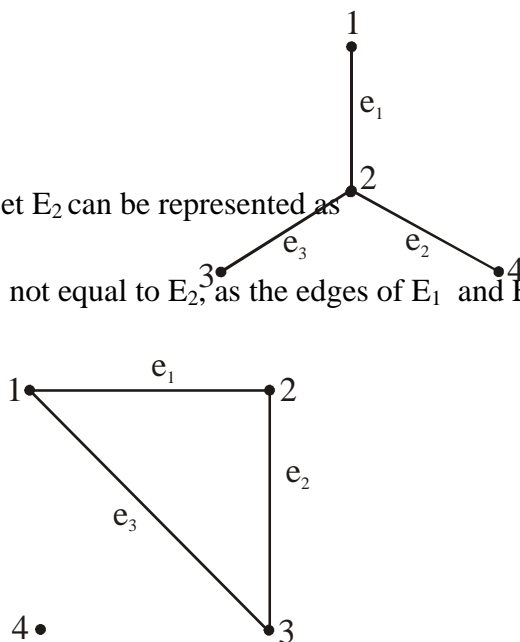 1
e₁
2
et E₂ can be represented as
e₃ e₂
3 4
not equal to E₂, as the edges of E₁ and
1 e₁ 2
e₂
e₃
4 3